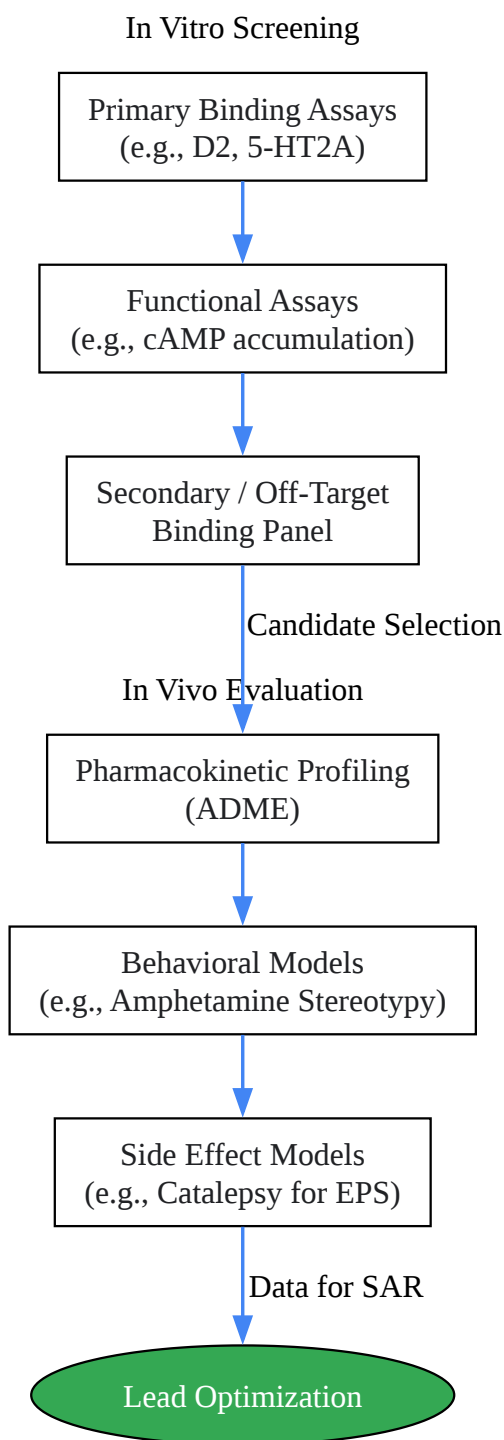 In Vitro Screening
Primary Binding Assays
(e.g., D2, 5-HT2A)
Functional Assays
(e.g., cAMP accumulation)
Secondary / Off-Target
Binding Panel
Candidate Selection
In Vivo Evaluation
Pharmacokinetic Profiling
(ADME)
Behavioral Models
(e.g., Amphetamine Stereotypy)
Side Effect Models
(e.g., Catalepsy for EPS)
Data for SAR
Lead Optimization